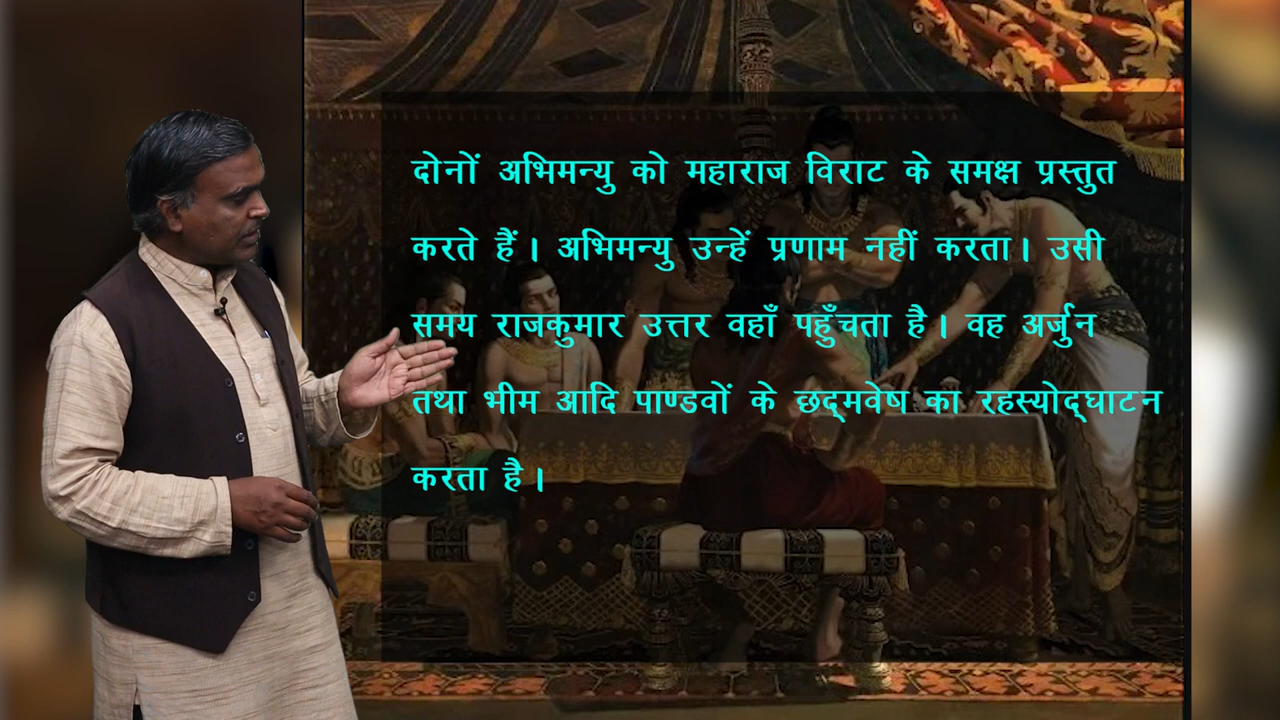 दोनों अभिमन्यु को महाराज विराट के समक्ष प्रस्तुत
करते हैं। अभिमन्यु उन्हें प्रणाम नहीं करता। उसी
समय राजकुमार उत्तर वहाँ पहुँचता है। वह अर्जुन
तथा भीम आदि पाण्डवों के छद्मवेष का रहस्योद्घाटन
करता है।